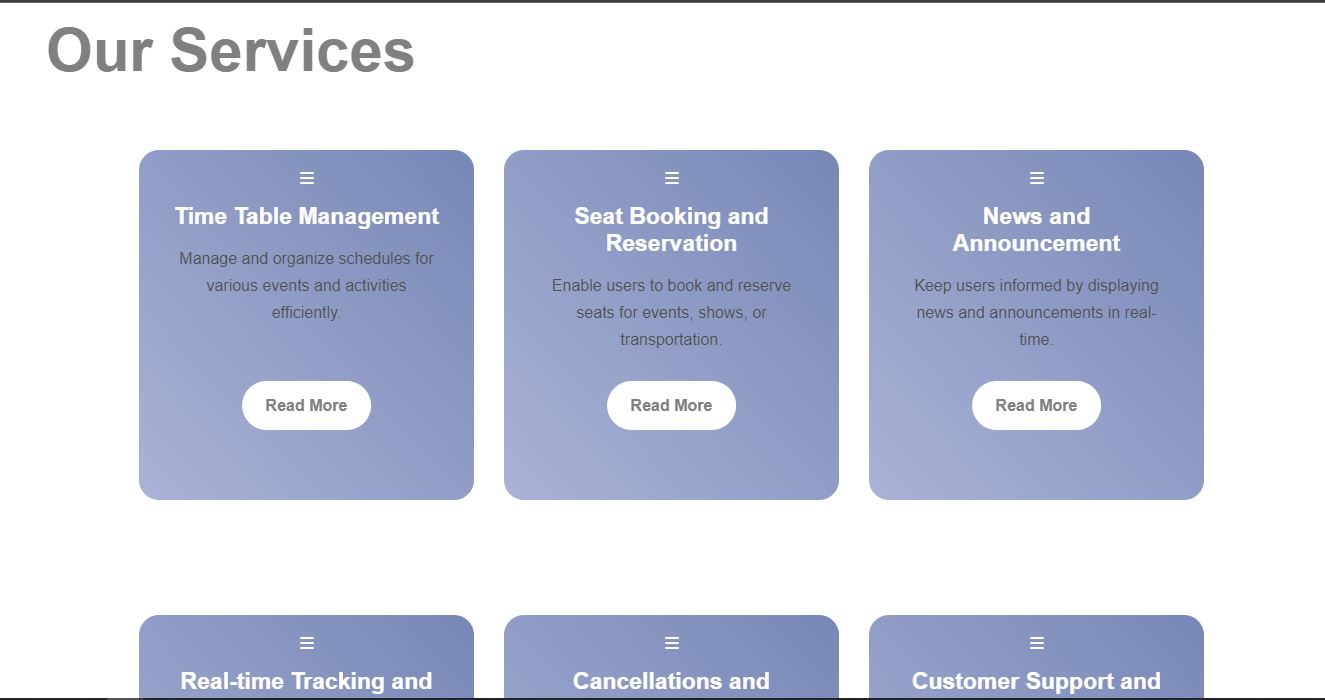 Our Services
Time Table Management
Manage and organize schedules for
various events and activities
efficiently.
Read More
Seat Booking and
Reservation
Enable users to book and reserve
seats for events, shows, or
transportation.
Read More
News and
Announcement
Keep users informed by displaying
news and announcements in real-
time.
Read More
Real-time Tracking and
Cancellations and
Customer Support and